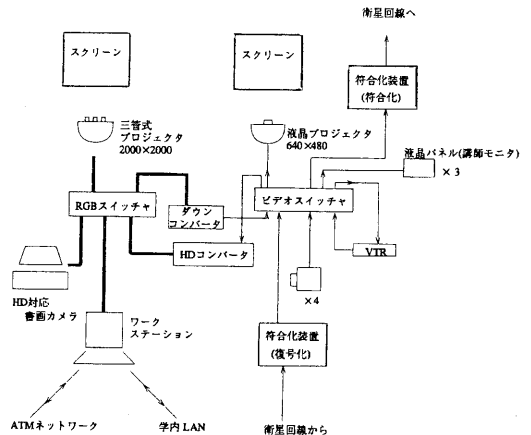 衛星回線へ
スクリーン
スクリーン
符合化装置
(符合化)
三管式
プロジェクタ
2000×2000
液晶プロジェクタ
640×480
液晶パネル(講師モニタ)
×3
RGBスイッチャ
ダウン
コンバータ
ビデオスイッチャ
HDコンバータ
VTR
×4
HD対応
書画カメラ
ワーク
ステーション
符合化装置
(復号化)
ATMネットワーク
学内LAN
衛星回線から